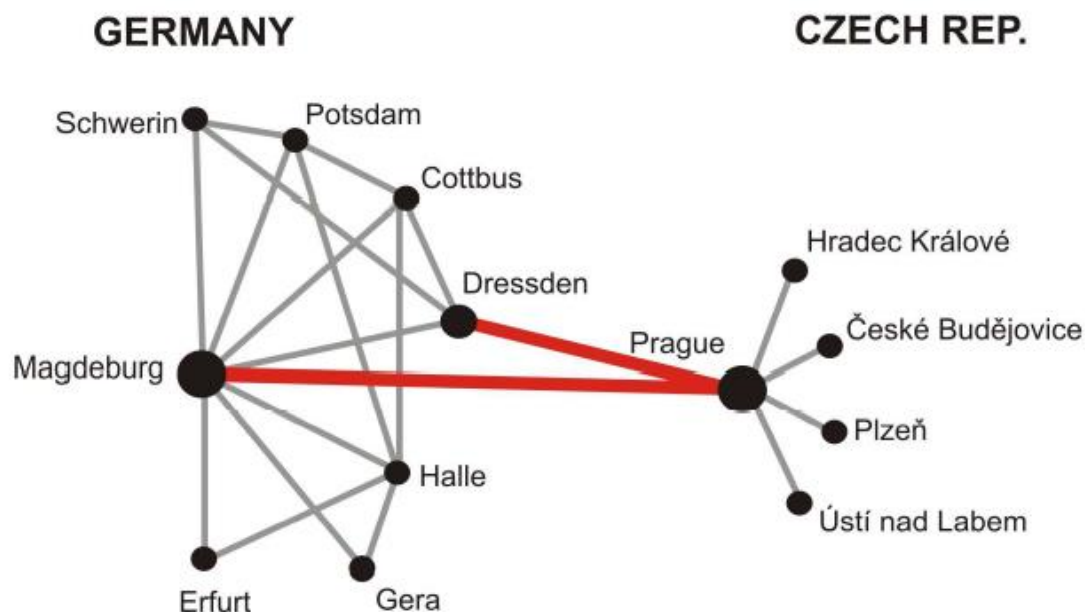 GERMANY
CZECH REP.
Schwerin
Potsdam
Cottbus
Hradec Králové
Dressden
České Budějovice
Prague
Magdeburg
Plzeň
Halle
Ústí nad Labem
Erfurt
Gera